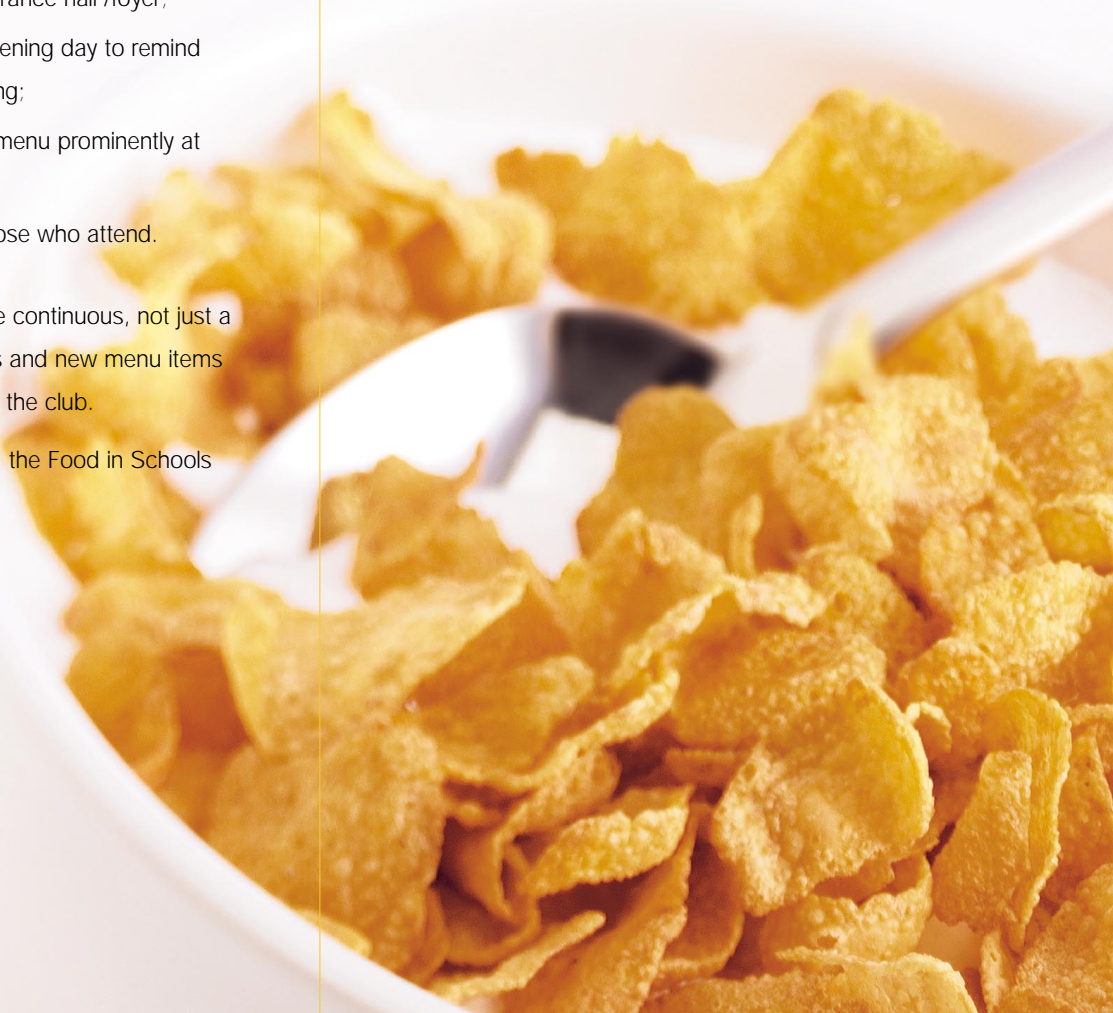 ening day to remind
ng;
menu prominently at
ose who attend.
e continuous, not just a
s and new menu items
the club.
the Food in Schools